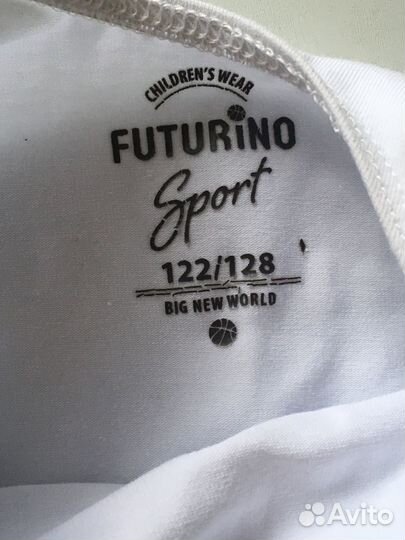 CHILDREN'S WEAR
FUTURiNO
Sport
122/128
BIG NEW WORLD
Avito